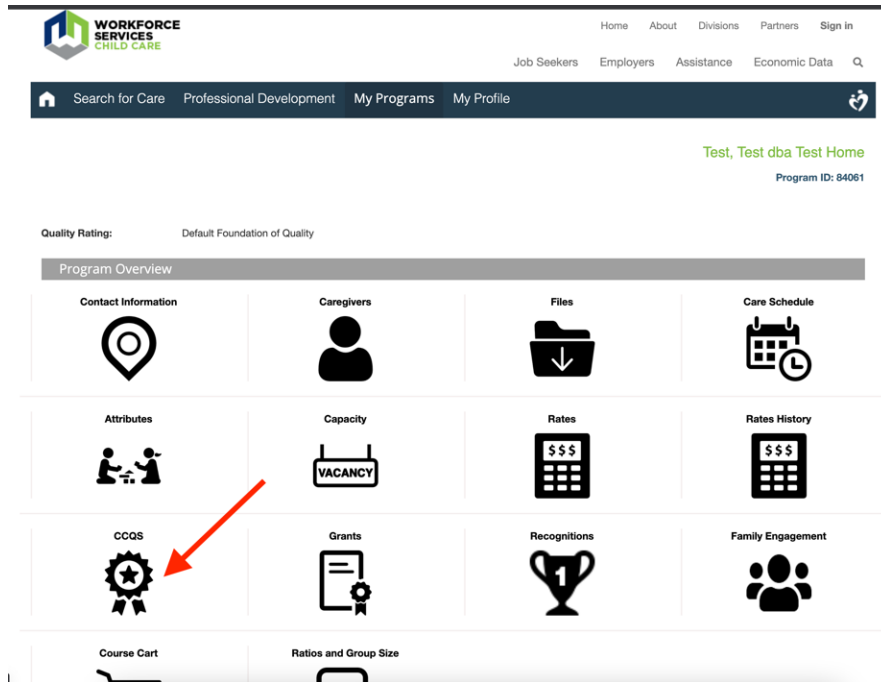 WORKFORCE
SERVICES
CHILD CARE
Home About Divisions Partners Sign in
Job Seekers Employers Assistance Economic Data
Search for Care Professional Development My Programs My Profile
Test, Test dba Test Home
Program ID: 84061
Quality Rating: Default Foundation of Quality
Program Overview
Contact Information Caregivers Files Care Schedule
Attributes Capacity Rates Rates History
VACANCY $$$ $$$
CCQS Grants Recognitions Family Engagement
1
Course Cart Ratios and Group Size